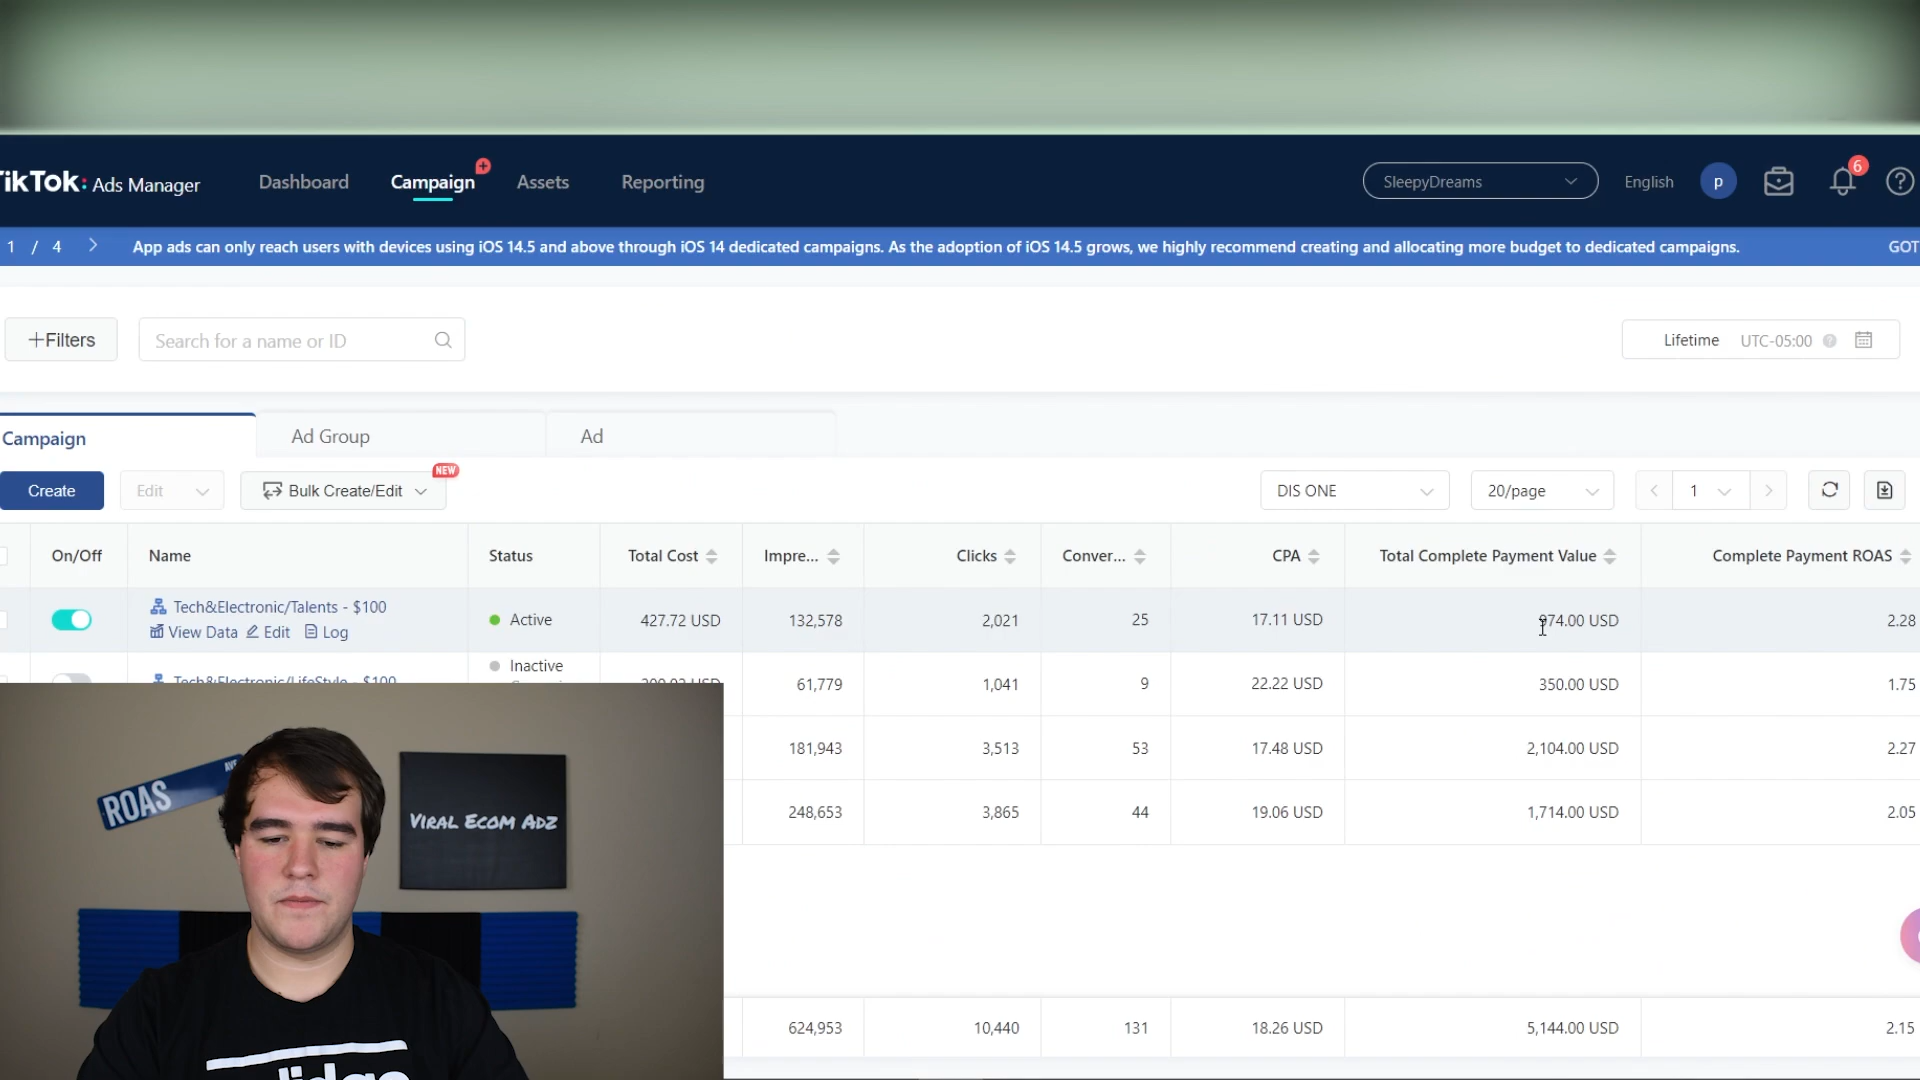 TikTok: Ads Manager Dashboard Campaign Assets Reporting SleepyDreams English p 6
1 / 4 App ads can only reach users with devices using iOS 14.5 and above through iOS 14 dedicated campaigns. As the adoption of iOS 14.5 grows, we highly recommend creating and allocating more budget to dedicated campaigns. GOT
+Filters Search for a name or ID Lifetime UTC-05:00
Campaign Ad Group Ad
Create Edit Bulk Create/Edit NEW DIS ONE 20/page 1
On/Off Name Status Total Cost Impre... Clicks Conver... CPA Total Complete Payment Value Complete Payment ROAS
Tech&Electronic/Talents - $100 Active 427.72 USD 132,578 2,021 25 17.11 USD 974.00 USD 2.28
View Data Edit Log
Tech&Electronic/LifeStyle - $100 Inactive 61,779 1,041 9 22.22 USD 350.00 USD 1.75
181,943 3,513 53 17.48 USD 2,104.00 USD 2.27
248,653 3,865 44 19.06 USD 1,714.00 USD 2.05
624,953 10,440 131 18.26 USD 5,144.00 USD 2.15
ROAS AVE
VIRAL ECOM ADZ